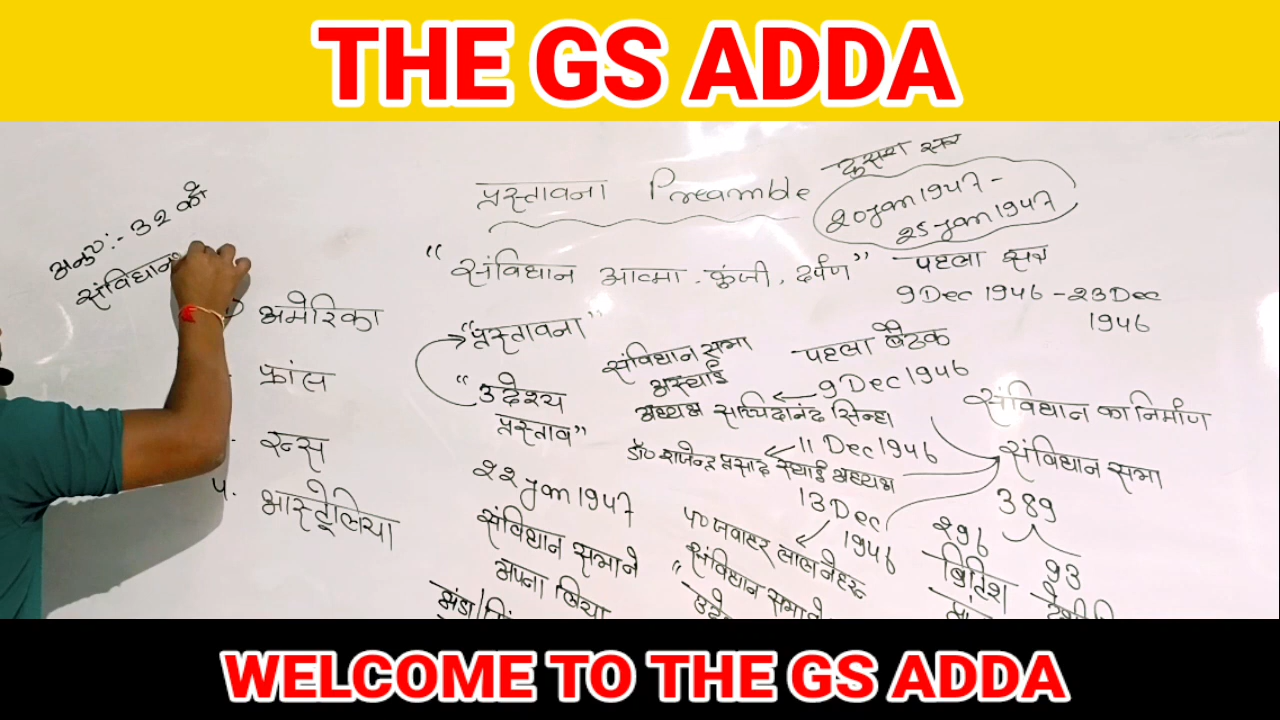 THE GS ADDA
अनु०:- 32 को
संविधान
प्रस्तावना Preamble
दुसरा सत्र
20 Jan 1947 -
25 Jan 1947
"संविधान आत्मा, कुंजी, दर्पण"
पहला सत्र
9 Dec 1946 - 23 Dec
1946
अमेरिका
फ्रांस
रूस
4. आस्ट्रेलिया
"प्रस्तावना"
"उदेश्य
प्रस्ताव"
22 Jan 1947
संविधान सभा ने
अपना लिया
झंडा/
संविधान सभा पहला बैठक
अस्थाई 9 Dec 1946
अध्यक्ष सच्चिदानंद सिन्हा
11 Dec 1946
डॉ० राजेन्द्र प्रसाद स्थाई अध्यक्ष
13 Dec
1946
पं० जवाहर लाल नेहरू
संविधान सभा में
"
संविधान का निर्माण
संविधान सभा
389
296 93
ब्रिटिश
WELCOME TO THE GS ADDA